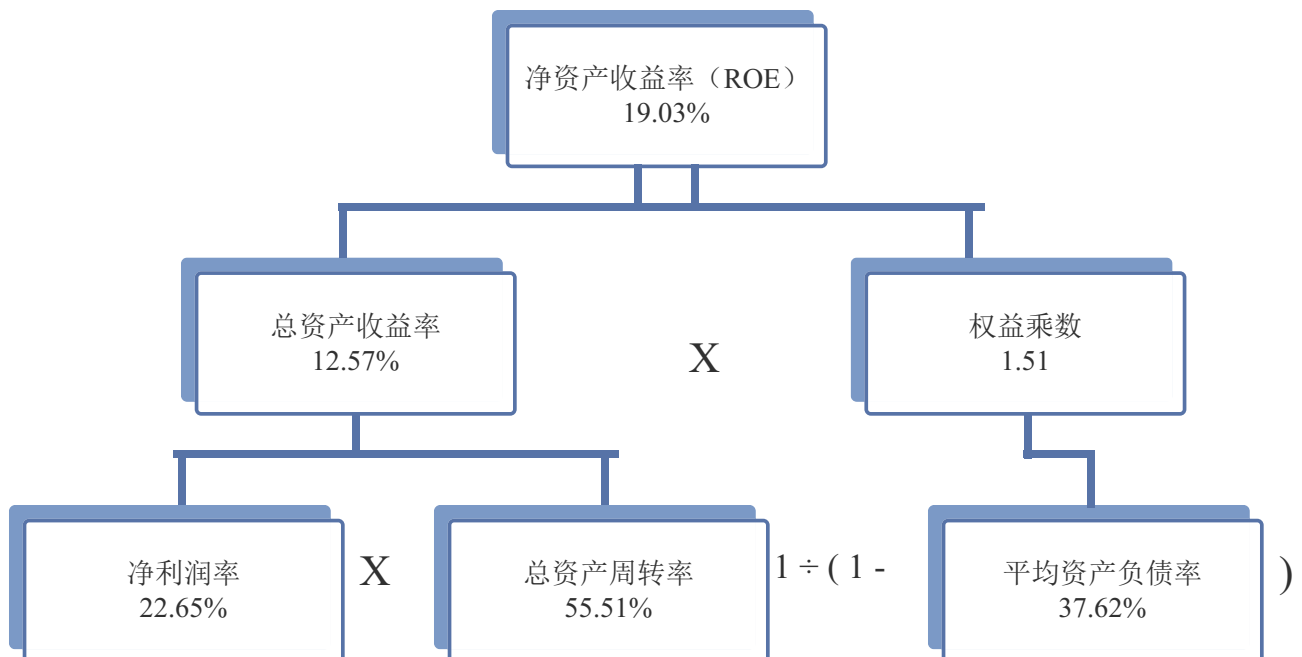 净资产收益率（ROE）
19.03%
总资产收益率
12.57%
X
权益乘数
1.51
净利润率
22.65%
X
总资产周转率
55.51%
1 ÷ ( 1 -
平均资产负债率
37.62%
)